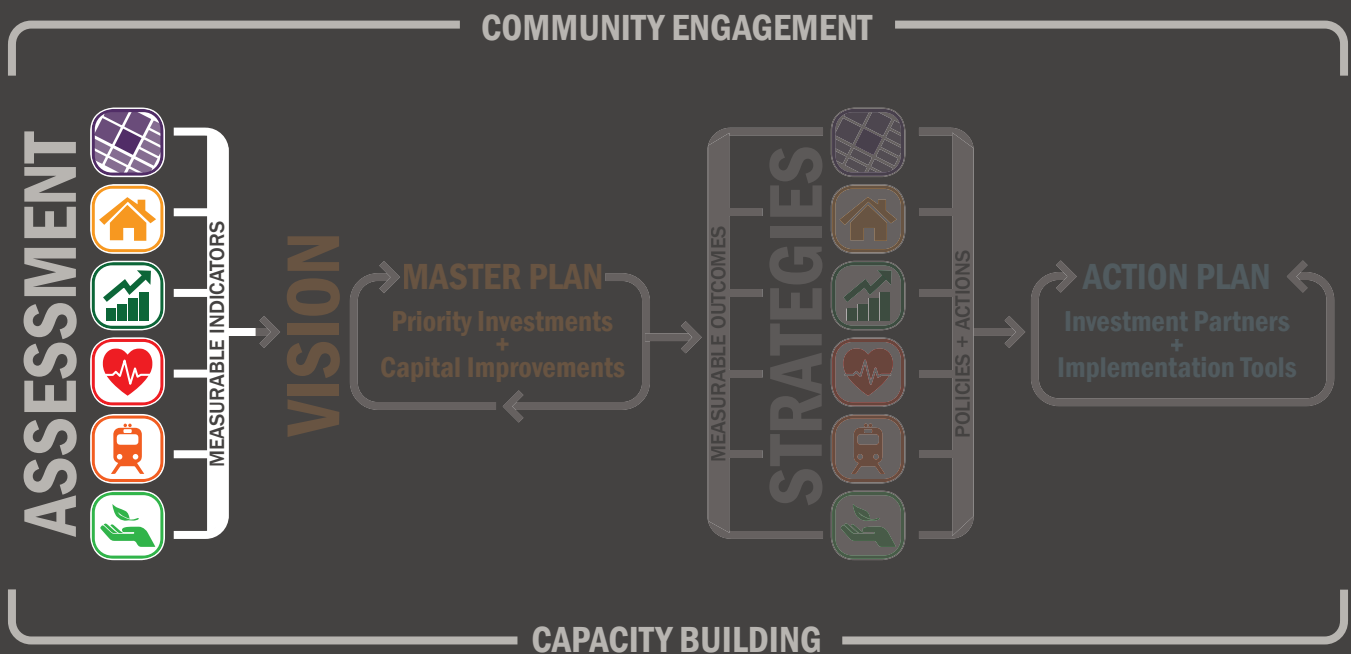 COMMUNITY ENGAGEMENT
ASSESSMENT
MEASURABLE INDICATORS
VISION
MASTER PLAN
Priority Investments
+
Capital Improvements
MEASURABLE OUTCOMES
STRATEGIES
POLICIES + ACTIONS
ACTION PLAN
Investment Partners
+
Implementation Tools
CAPACITY BUILDING